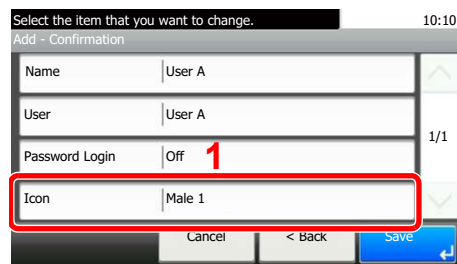 Select the item that you want to change. 10:10
Add - Confirmation
Name User A
User User A
1/1
Password Login Off 1
Icon Male 1
Cancel < Back Save